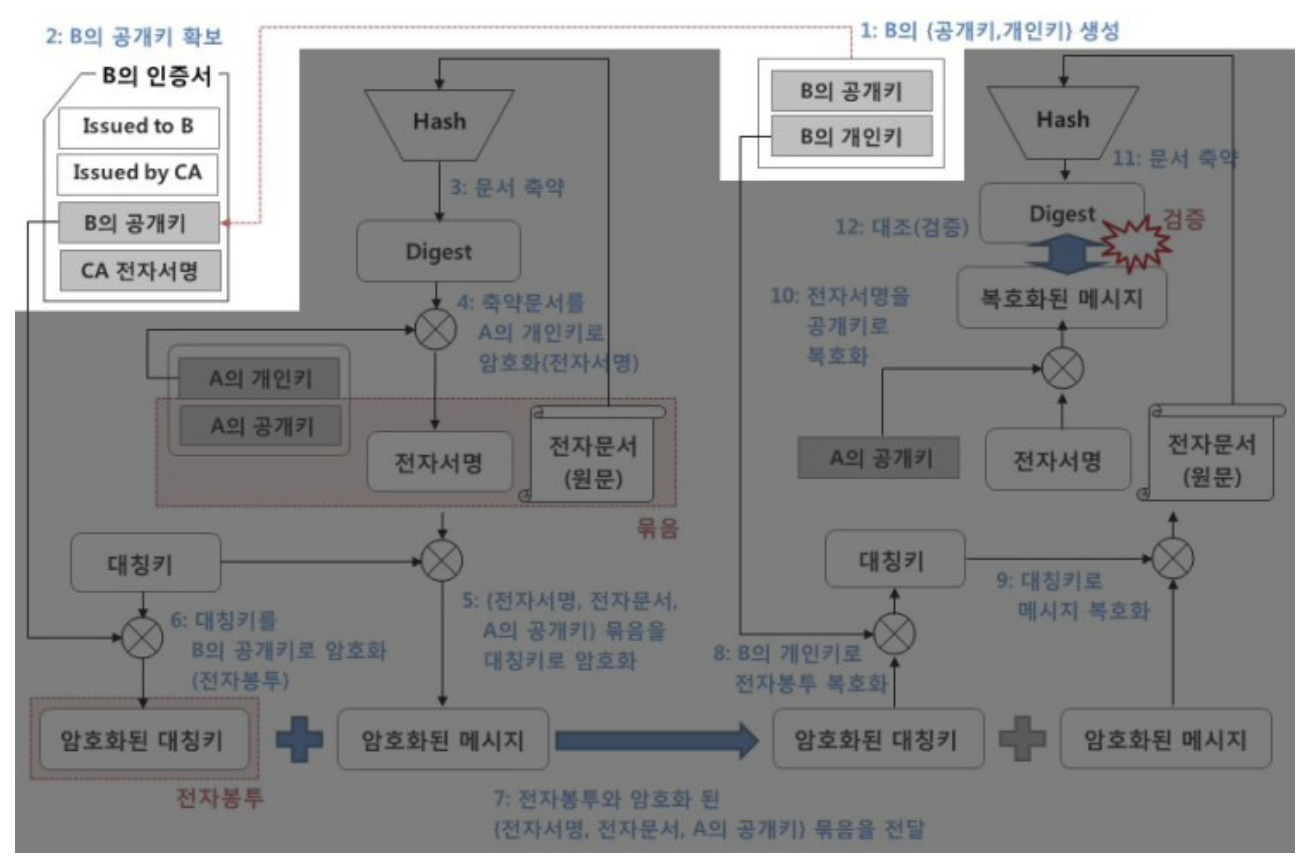 2: B의 공개키 확보
B의 인증서
Issued to B
Issued by CA
B의 공개키
CA 전자서명
Hash
3: 문서 축약
Digest
4: 축약문서를
A의 개인키로
암호화(전자서명)
A의 개인키
A의 공개키
전자서명
전자문서
(원문)
묶음
대칭키
5: {전자서명, 전자문서,
A의 공개키} 묶음을
대칭키로 암호화
6: 대칭키를
B의 공개키로 암호화
(전자봉투)
암호화된 대칭키
전자봉투
암호화된 메시지
7: 전자봉투와 암호화 된
{전자서명, 전자문서, A의 공개키} 묶음을 전달
1: B의 {공개키,개인키} 생성
B의 공개키
B의 개인키
Hash
11: 문서 축약
Digest
검증
12: 대조(검증)
복호화된 메시지
10: 전자서명을
공개키로
복호화
A의 공개키
전자서명
전자문서
(원문)
대칭키
9: 대칭키로
메시지 복호화
8: B의 개인키로
전자봉투 복호화
암호화된 대칭키
암호화된 메시지